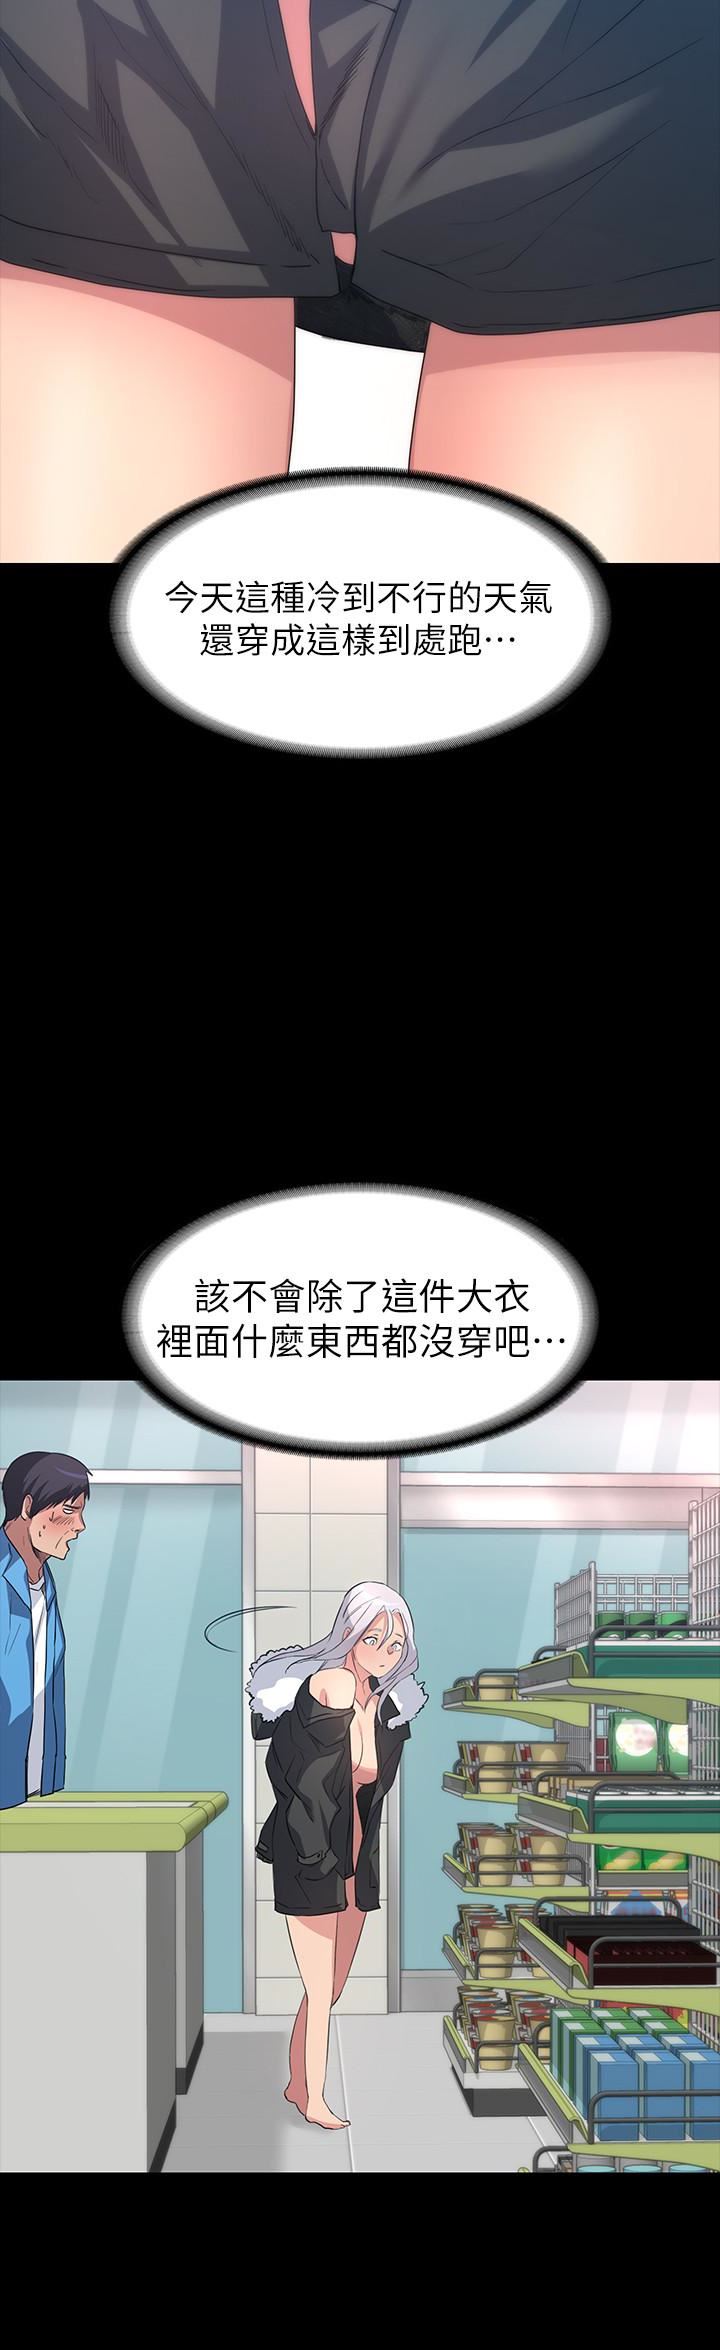 今天這種冷到不行的天氣
還穿成這樣到處跑⋯
該不會除了這件大衣
裡面什麼東西都沒穿吧⋯